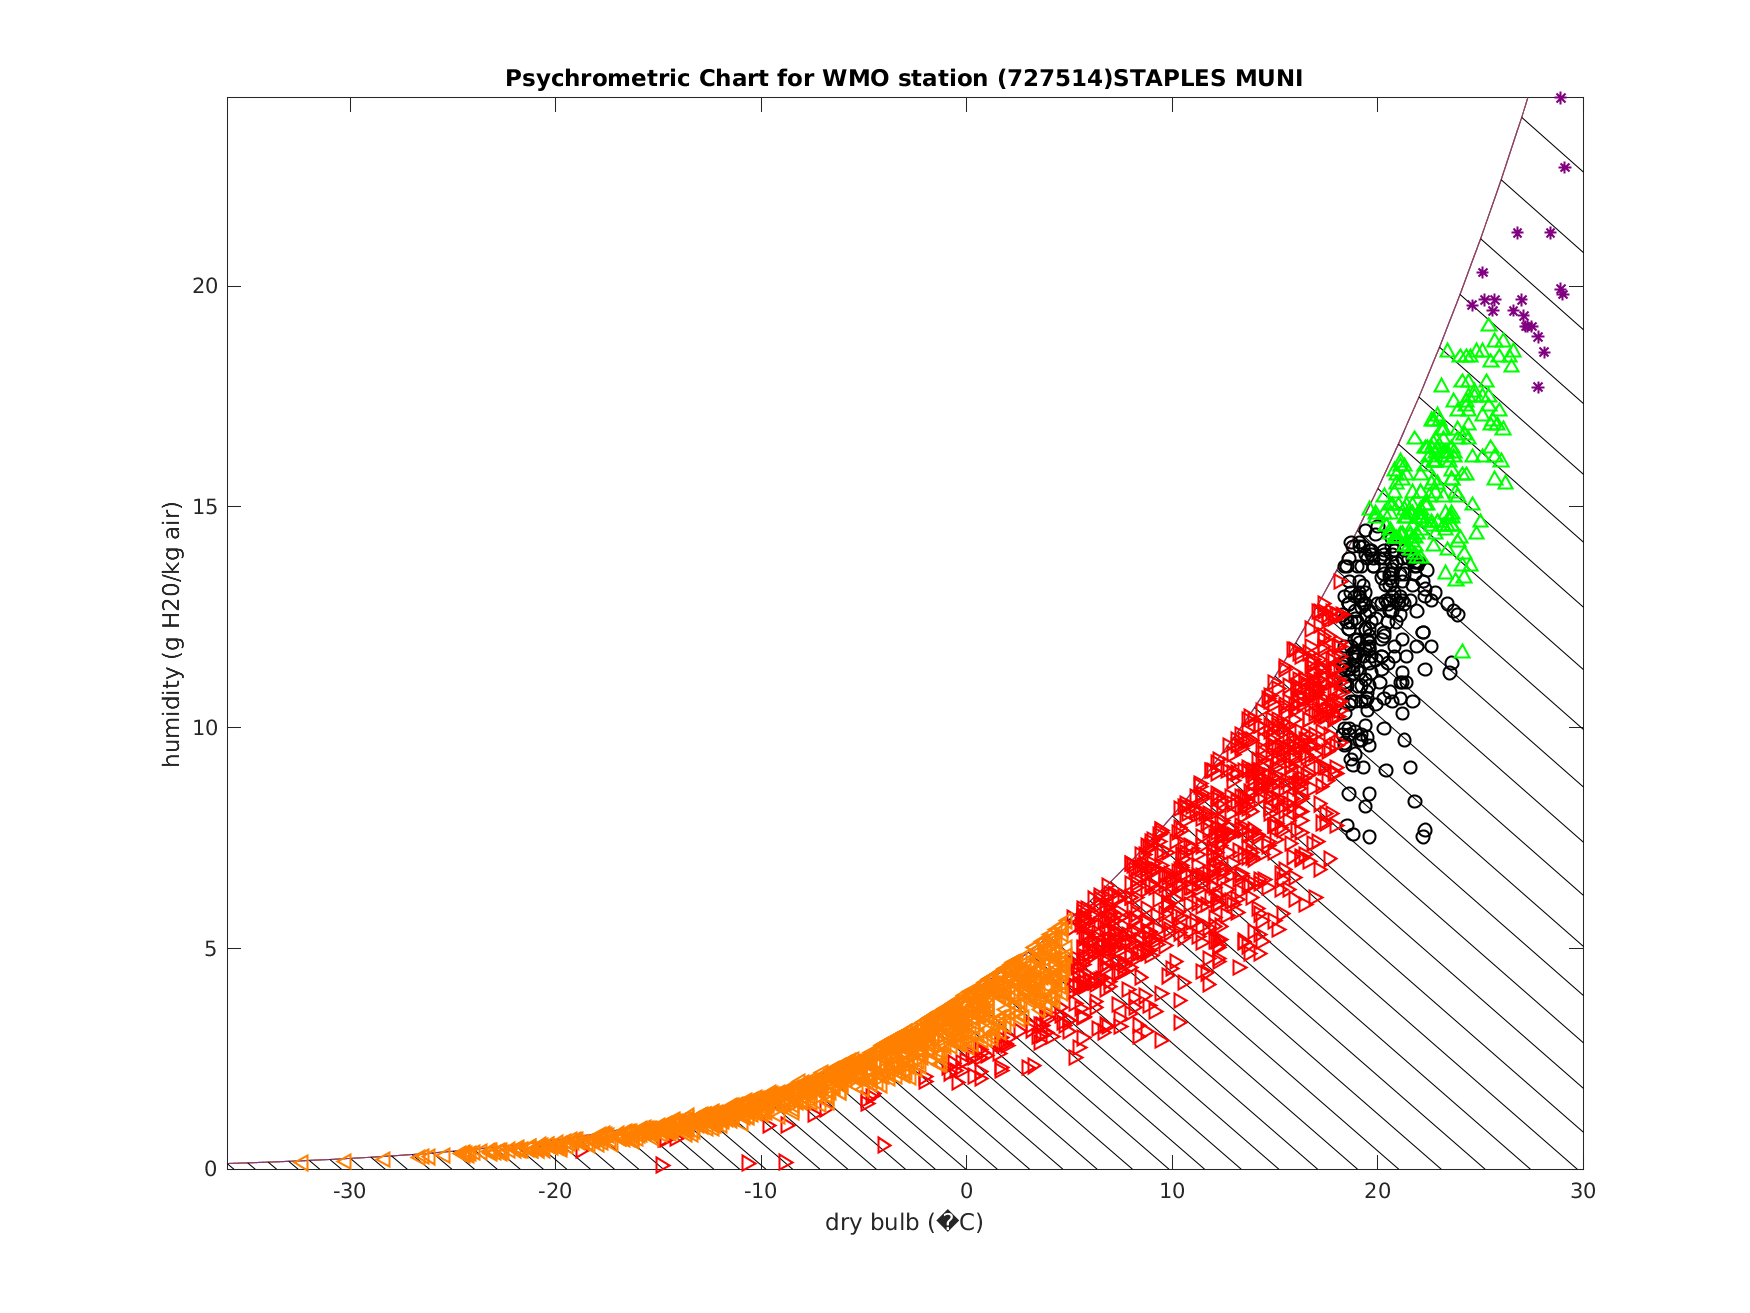 Psychrometric Chart for WMO station (727514)STAPLES MUNI
humidity (g H20/kg air)
20
15
10
5
0
-30 -20 -10 0 10 20 30
dry bulb (�C)